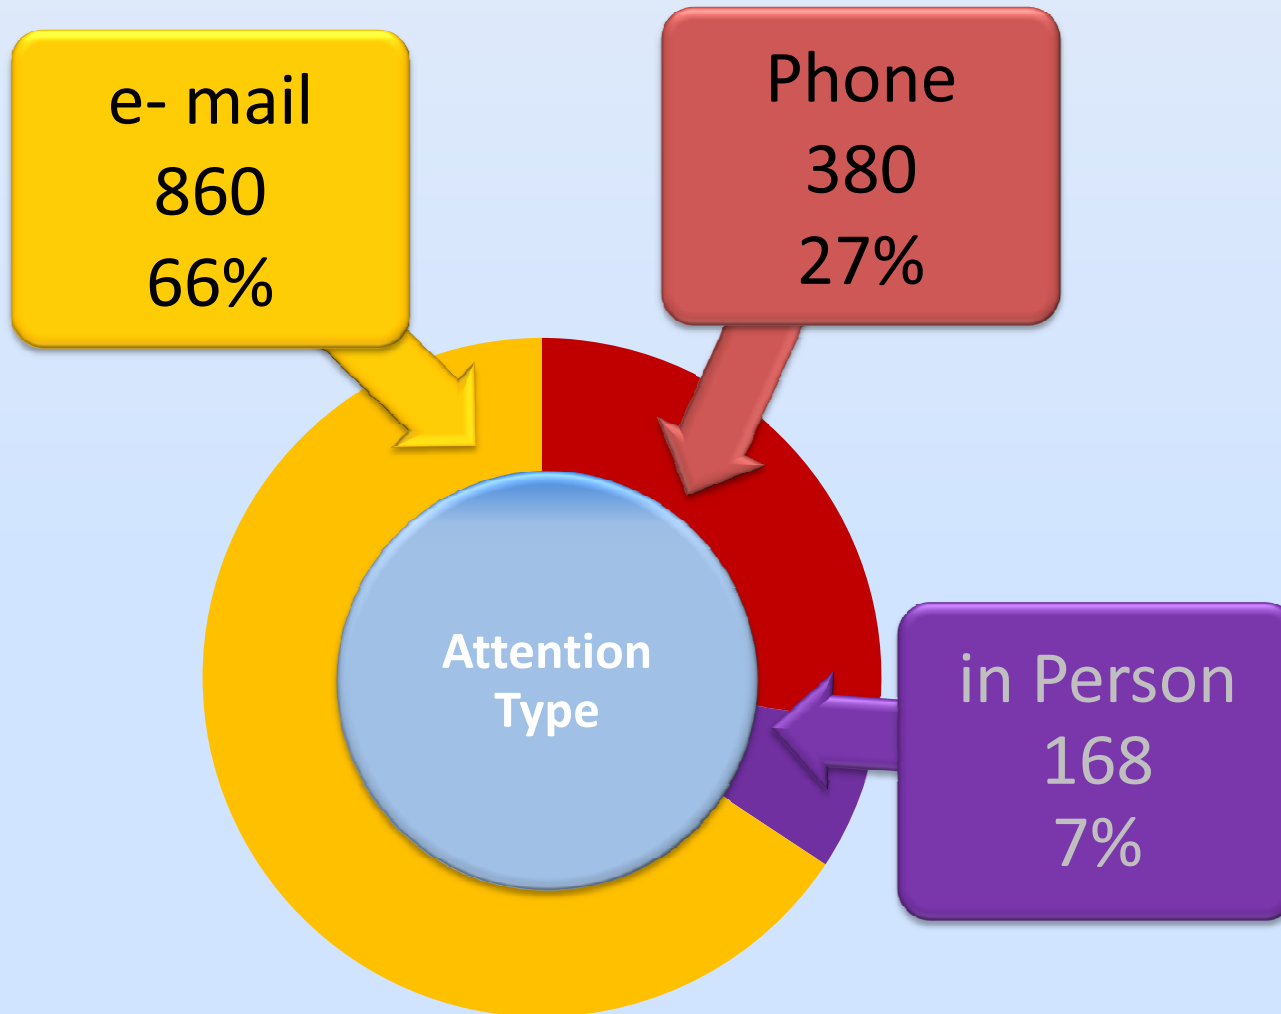 e- mail
860
66%
Phone
380
27%
Attention
Type
in Person
168
7%